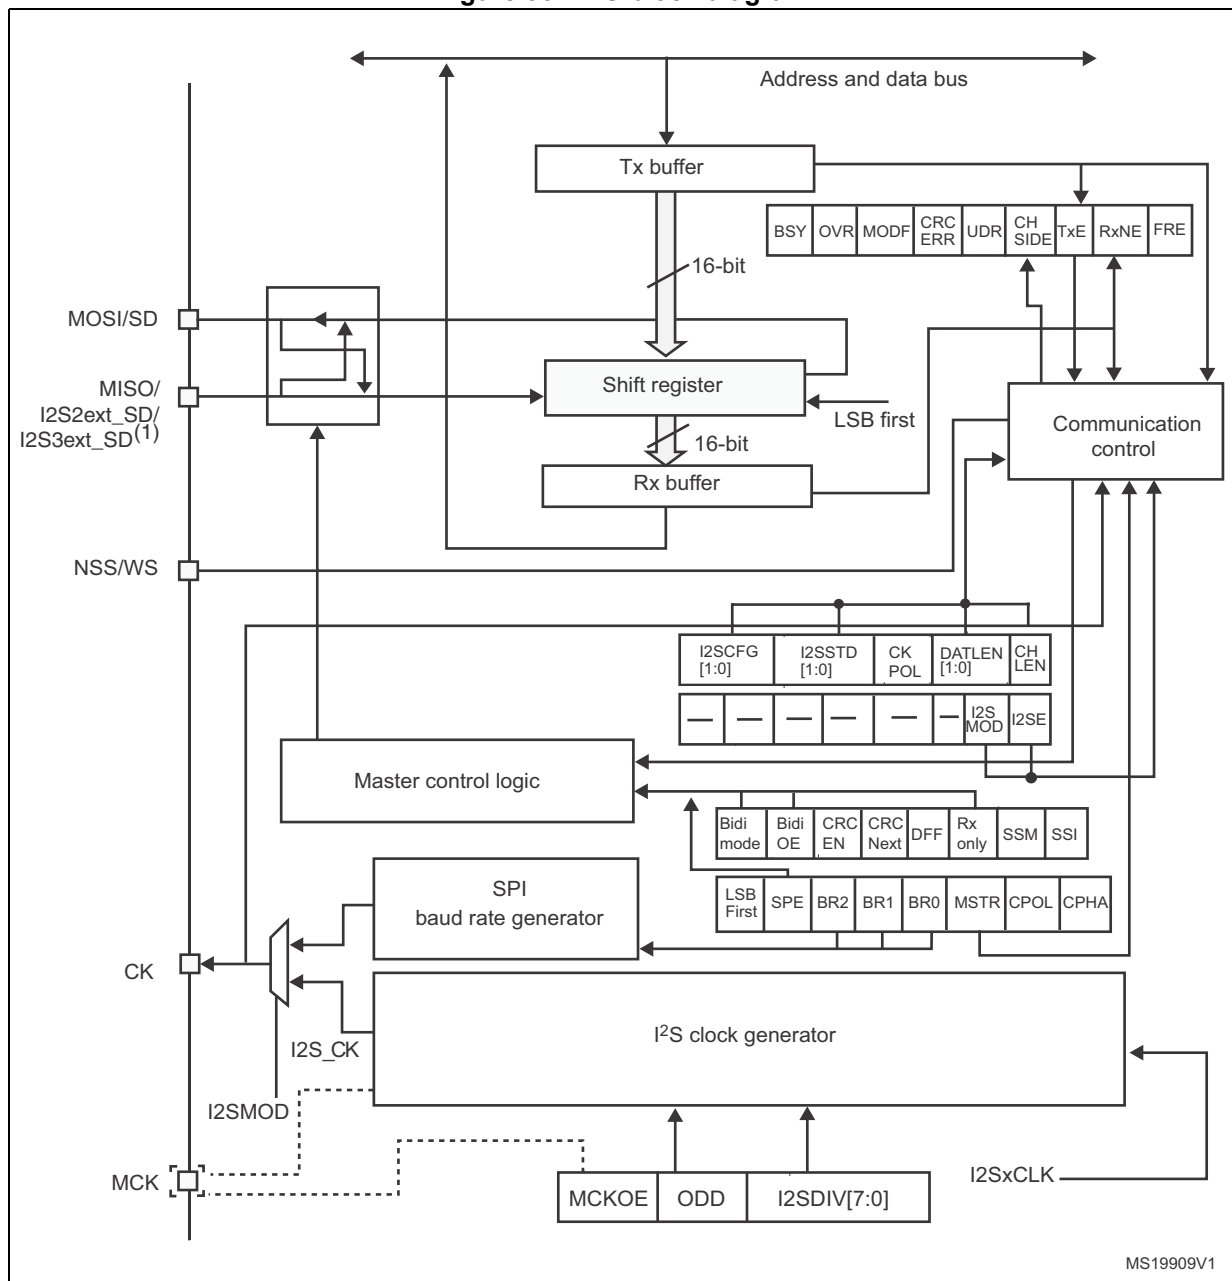 Address and data bus
Tx buffer
BSY OVR MODF CRC ERR UDR CH SIDE TxE RxNE FRE
16-bit
MOSI/SD
MISO/
I2S2ext_SD/
I2S3ext_SD(1)
Shift register
LSB first
Communication
control
16-bit
Rx buffer
NSS/WS
I2SCFG [1:0] I2SSTD [1:0] CK POL DATLEN [1:0] CH LEN
— — — — — — I2S MOD I2SE
Master control logic
Bidi mode Bidi OE CRC EN CRC Next DFF Rx only SSM SSI
LSB First SPE BR2 BR1 BR0 MSTR CPOL CPHA
SPI
baud rate generator
CK
I2S clock generator
I2S_CK
I2SMOD
MCK
I2SxCLK
MCKOE ODD I2SDIV[7:0]
MS19909V1